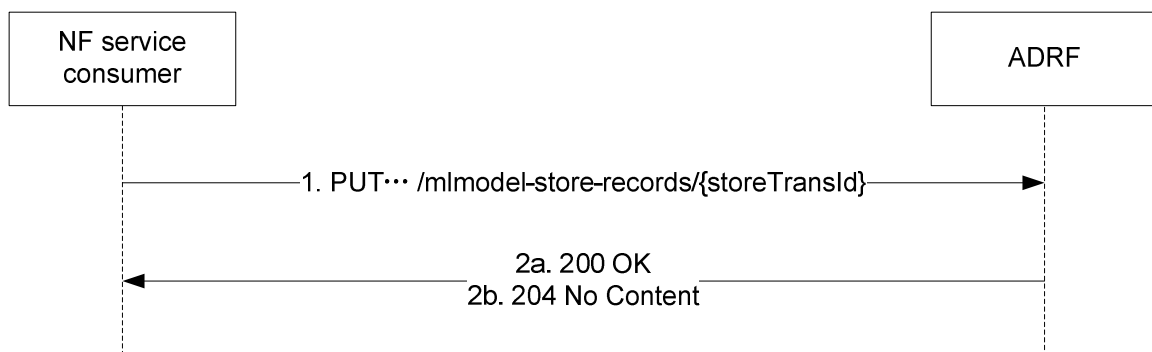 NF service
consumer
ADRF
1. PUT⋯ /mlmodel-store-records/{storeTransId}
2a. 200 OK
2b. 204 No Content